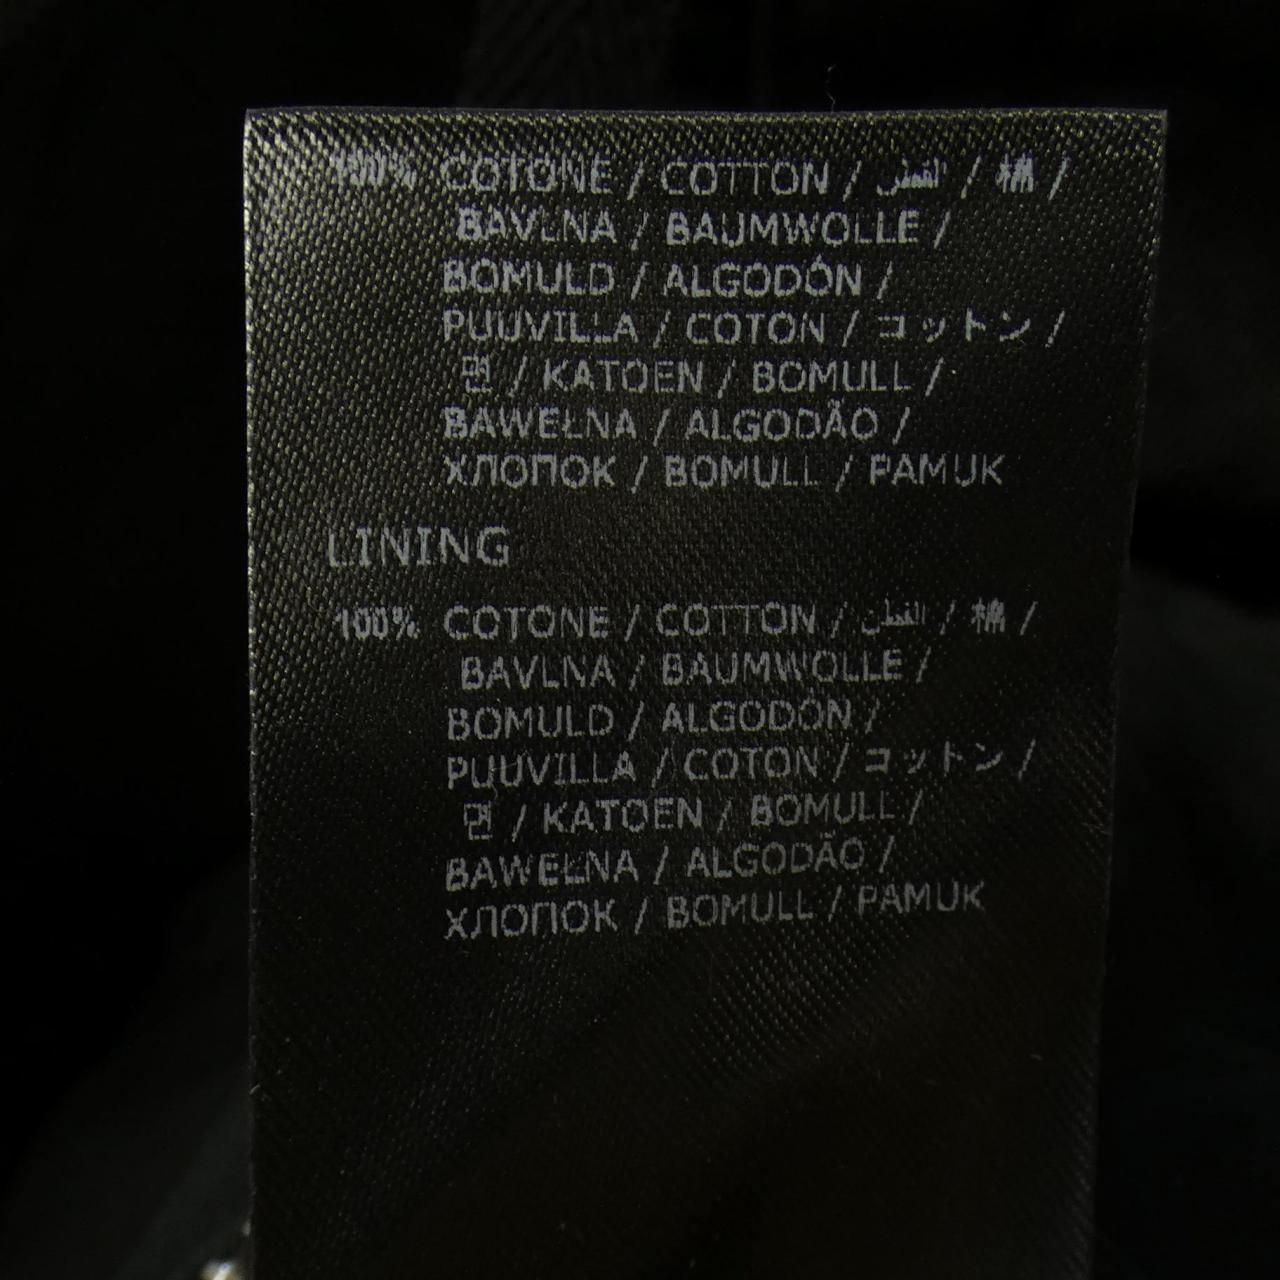 100% COTONE / COTTON / القطن / 棉 /
BAVLNA / BAUMWOLLE /
BOMULD / ALGODÓN /
PUUVILLA / COTON / コットン /
면 / KATOEN / BOMULL /
BAWEŁNA / ALGODÃO /
ХЛОПОК / BOMULL / PAMUK
LINING
100% COTONE / COTTON / القطن / 棉 /
BAVLNA / BAUMWOLLE /
BOMULD / ALGODÓN /
PUUVILLA / COTON / コットン /
면 / KATOEN / BOMULL /
BAWEŁNA / ALGODÃO /
ХЛОПОК / BOMULL / PAMUK